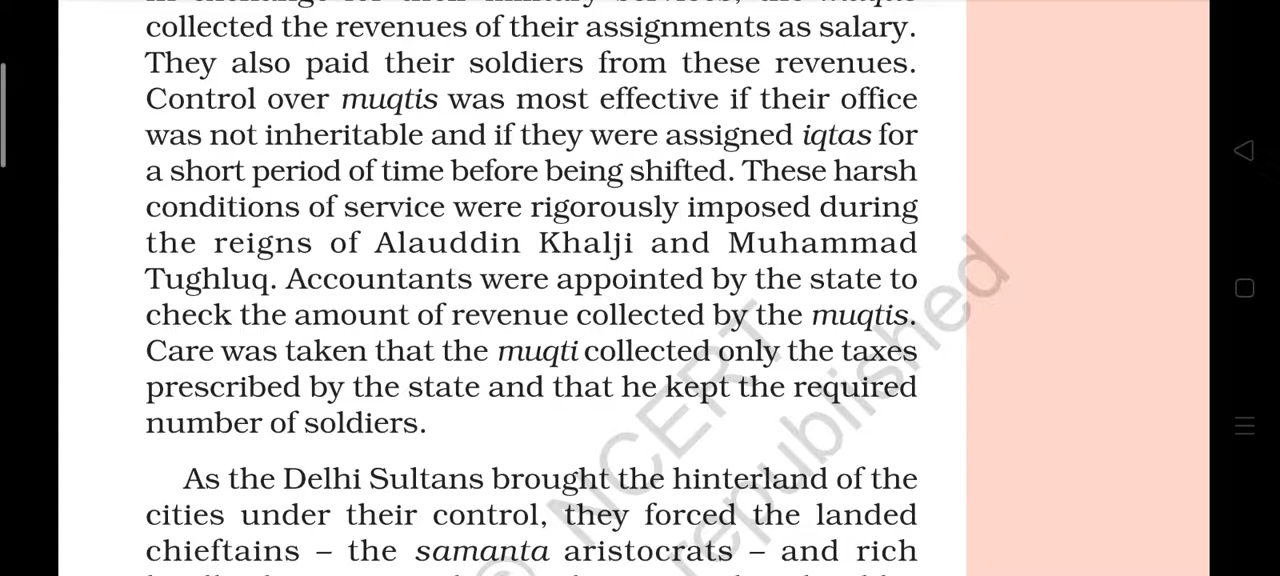 collected the revenues of their assignments as salary.
They also paid their soldiers from these revenues.
Control over muqtis was most effective if their office
was not inheritable and if they were assigned iqtas for
a short period of time before being shifted. These harsh
conditions of service were rigorously imposed during
the reigns of Alauddin Khalji and Muhammad
Tughluq. Accountants were appointed by the state to
check the amount of revenue collected by the muqtis.
Care was taken that the muqti collected only the taxes
prescribed by the state and that he kept the required
number of soldiers.
As the Delhi Sultans brought the hinterland of the
cities under their control, they forced the landed
chieftains – the samanta aristocrats – and rich
© NCERT
republished